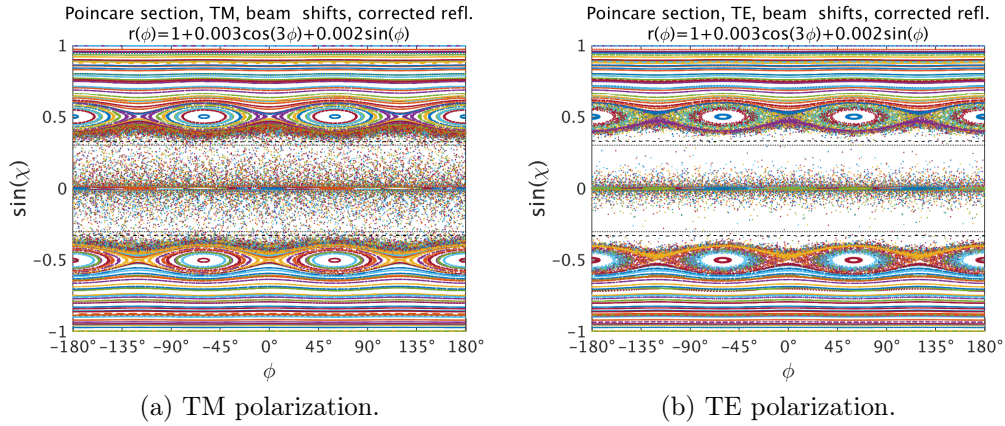 Poincare section, TM, beam  shifts, corrected refl.
r(ϕ)=1+0.003cos(3ϕ)+0.002sin(ϕ)
1
0.5
0
-0.5
-1
sin(χ)
-180° -135° -90° -45° 0° 45° 90° 135° 180°
ϕ
(a) TM polarization.
Poincare section, TE, beam  shifts, corrected refl.
r(ϕ)=1+0.003cos(3ϕ)+0.002sin(ϕ)
1
0.5
0
-0.5
-1
sin(χ)
-180° -135° -90° -45° 0° 45° 90° 135° 180°
ϕ
(b) TE polarization.